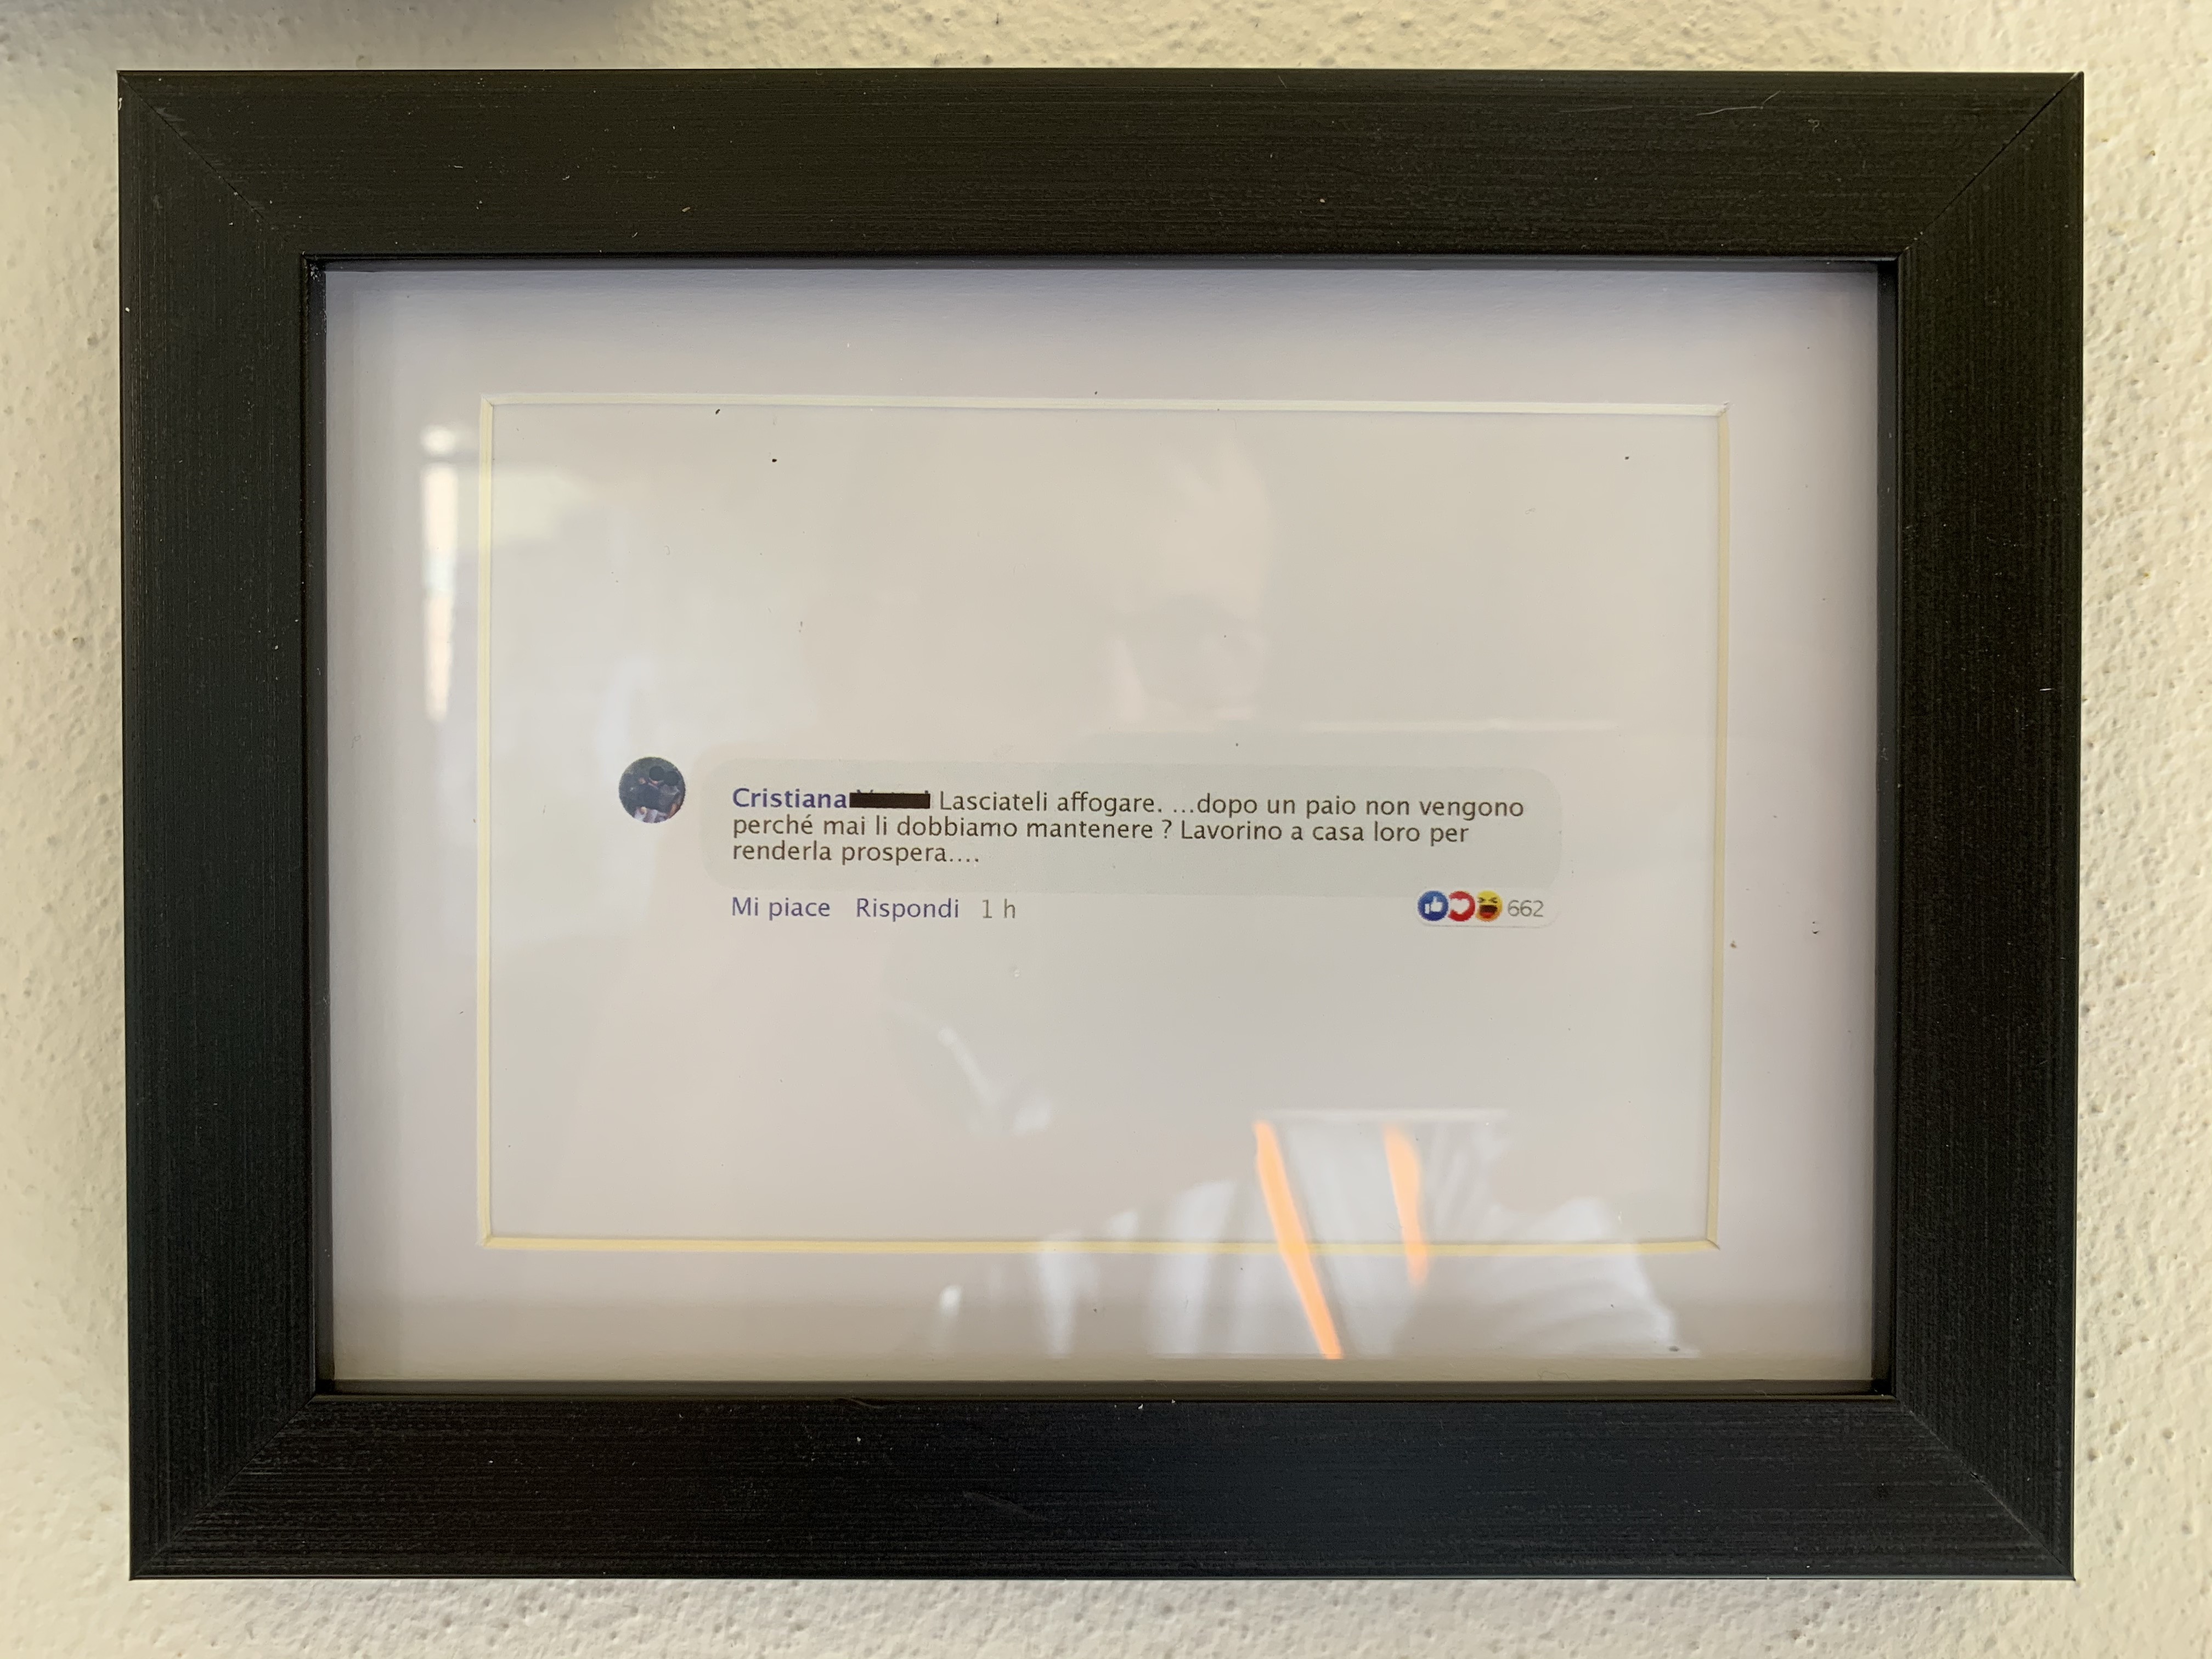 Cristiana Lasciateli affogare. ...dopo un paio non vengono
perché mai li dobbiamo mantenere ? Lavorino a casa loro per
renderla prospera....
Mi piace Rispondi 1 h 662